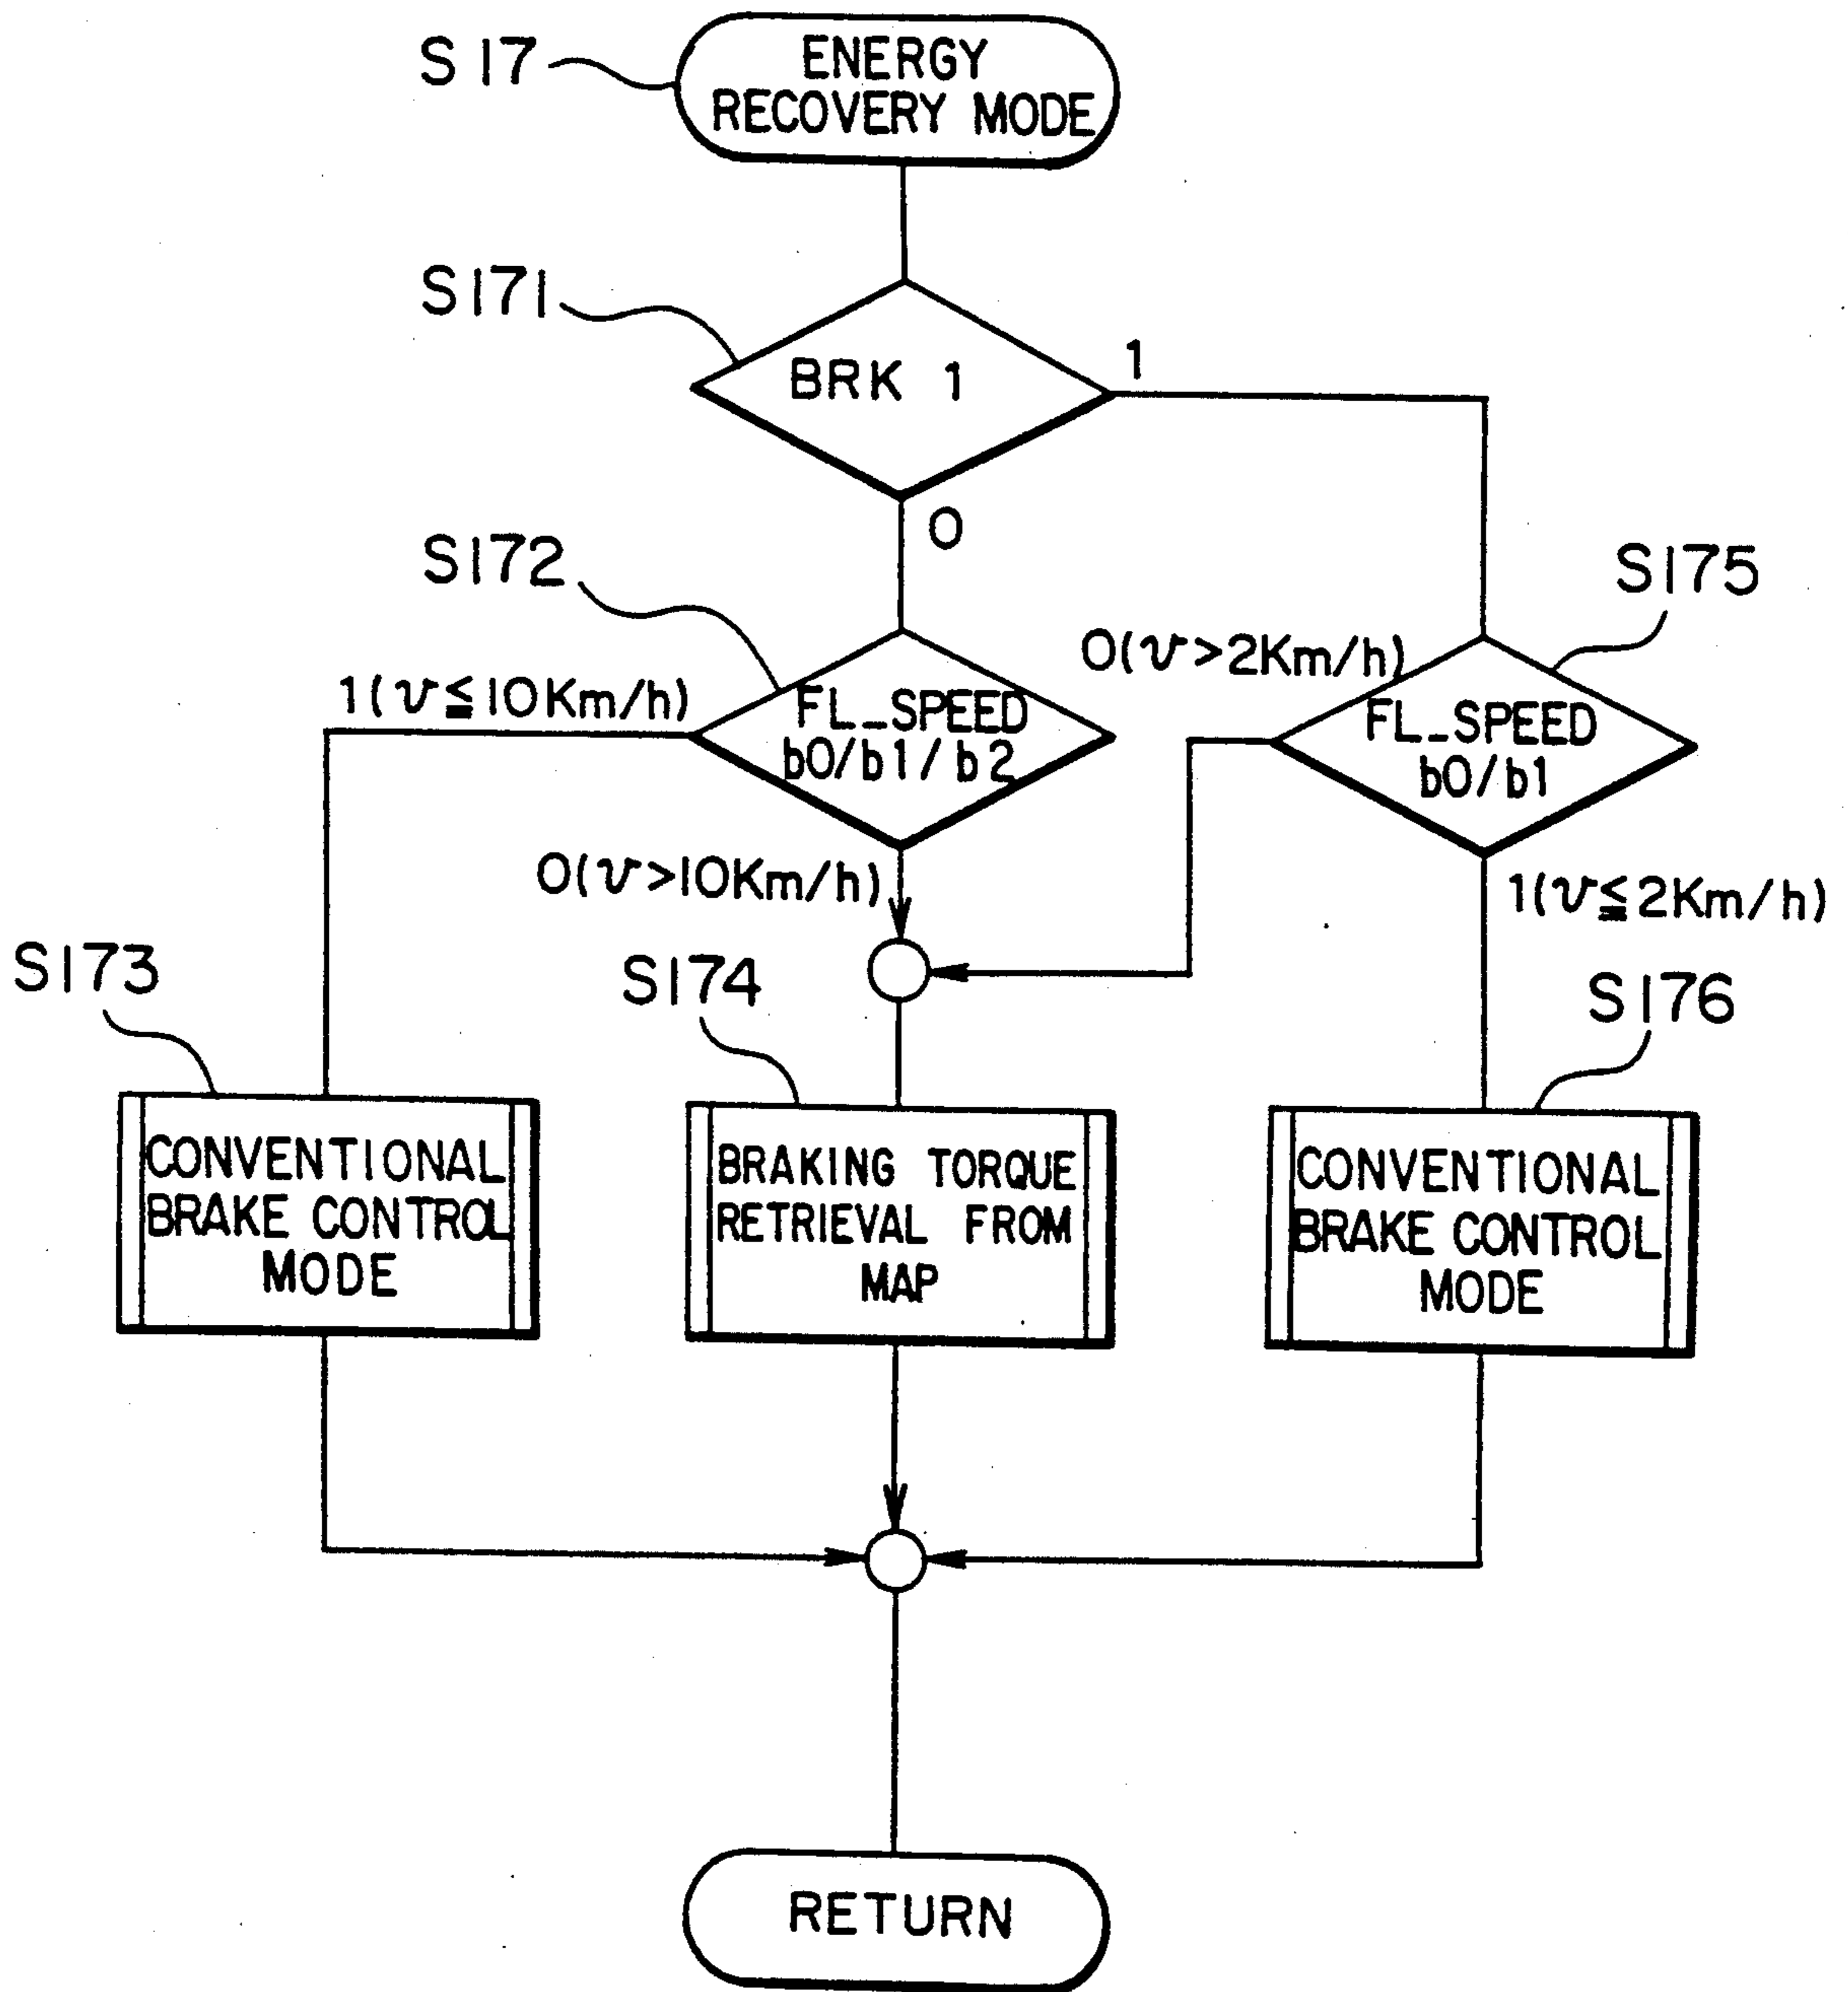 S17
ENERGY
RECOVERY MODE
S171
BRK 1
1
0
S172
S175
1(v≦10Km/h)
FL_SPEED
b0/b1/b2
0(v>2Km/h)
FL_SPEED
b0/b1
0(v>10Km/h)
1(v≦2Km/h)
S173
S174
S176
CONVENTIONAL
BRAKE CONTROL
MODE
BRAKING TORQUE
RETRIEVAL FROM
MAP
CONVENTIONAL
BRAKE CONTROL
MODE
RETURN